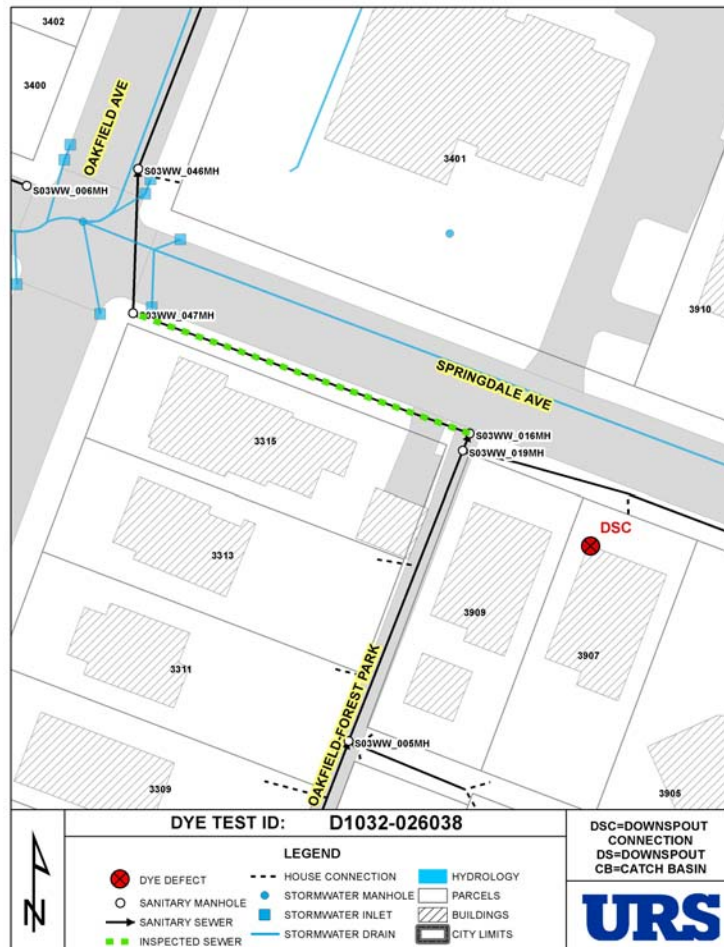 3402
3400
OAKFIELD AVE
3401
S03WW_046MH
S03WW_006MH
3910
S03WW_047MH
SPRINGDALE AVE
3315
S03WW_016MH
S03WW_019MH
DSC
3313
3909
3907
3311
OAKFIELD-FOREST PARK
S03WW_005MH
3309
3905
DYE TEST ID: D1032-026038
LEGEND
DYE DEFECT
SANITARY MANHOLE
SANITARY SEWER
INSPECTED SEWER
HOUSE CONNECTION
STORMWATER MANHOLE
STORMWATER INLET
STORMWATER DRAIN
HYDROLOGY
PARCELS
BUILDINGS
CITY LIMITS
DSC=DOWNSPOUT
CONNECTION
DS=DOWNSPOUT
CB=CATCH BASIN
N
URS